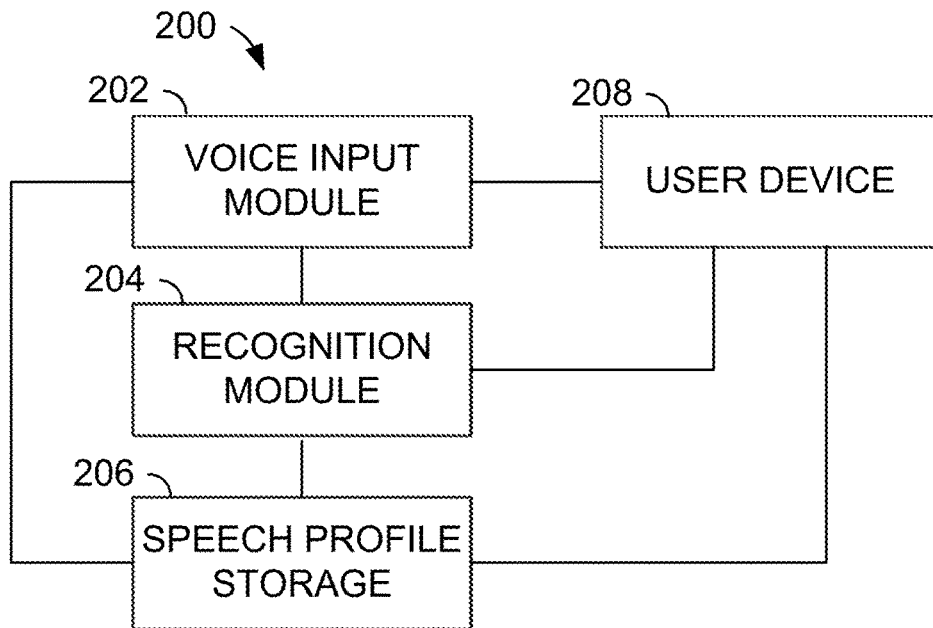 200
202
VOICE INPUT
MODULE
208
USER DEVICE
204
RECOGNITION
MODULE
206
SPEECH PROFILE
STORAGE